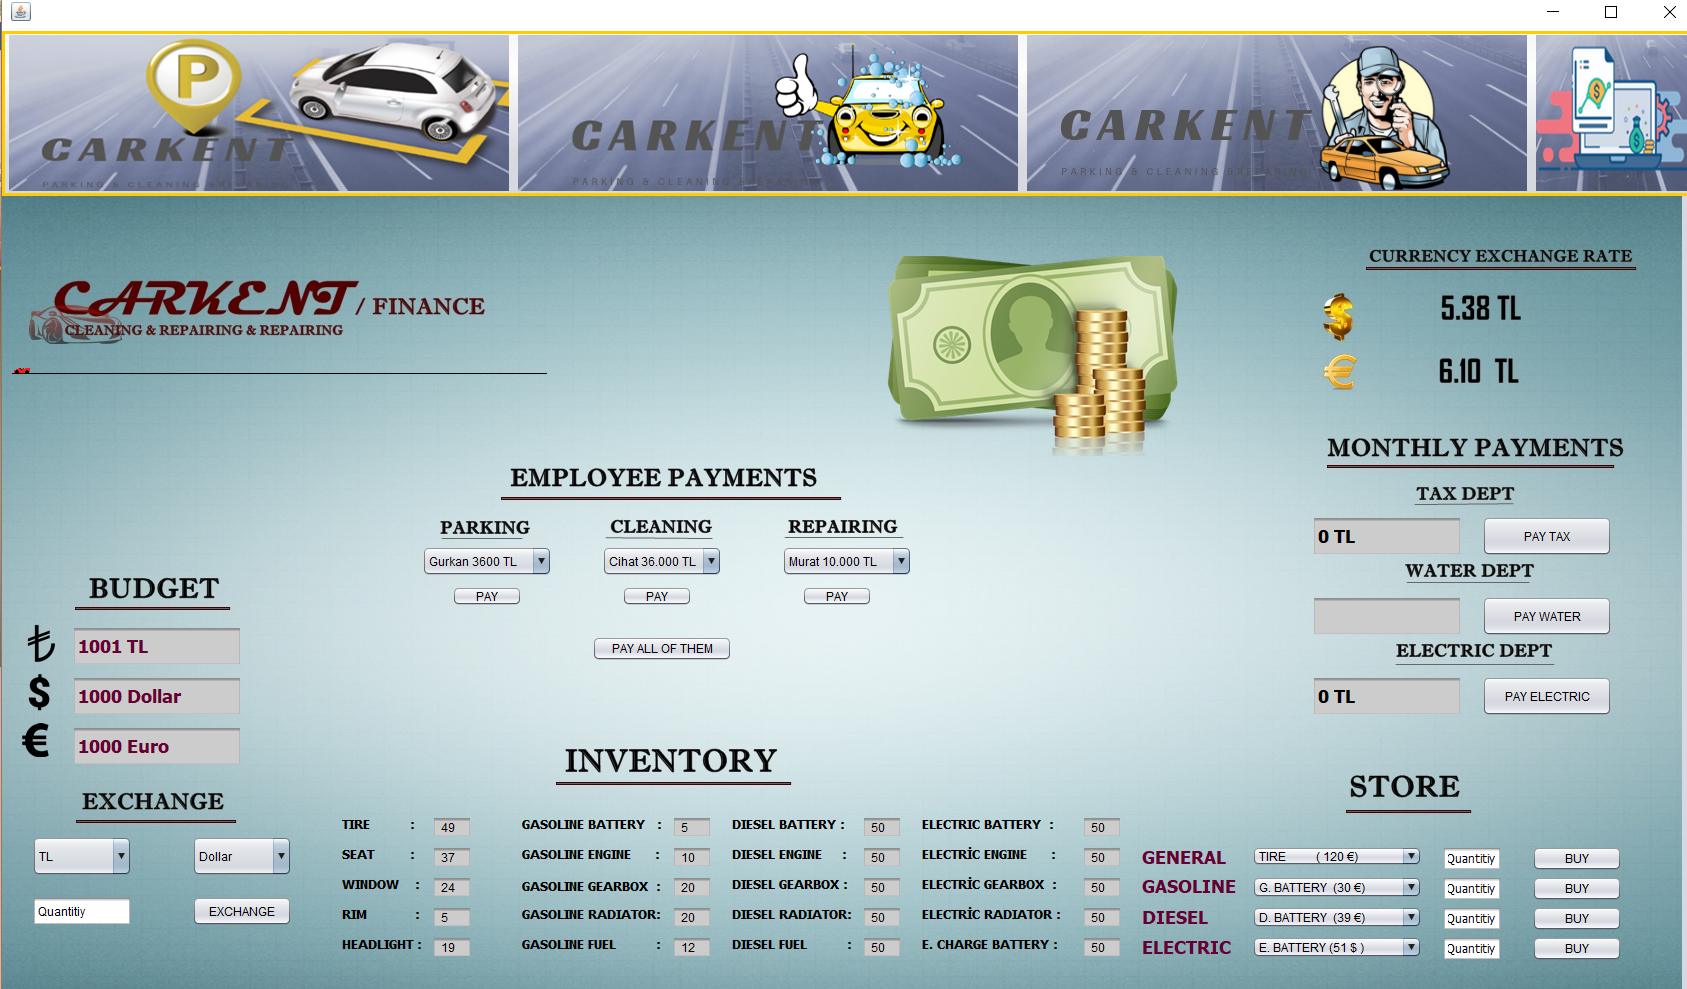 P
CARKENT
PARKING & CLEANING &REPAIRING
CARKENT
PARKING & CLEANING &REPAIRING
CARKENT
PARKING & CLEANING &REPAIRING
CARKENT / FINANCE
CLEANING & REPAIRING & REPAIRING
CURRENCY EXCHANGE RATE
$ 5.38 TL
€ 6.10 TL
MONTHLY PAYMENTS
TAX DEPT
0 TL PAY TAX
WATER DEPT
PAY WATER
ELECTRIC DEPT
0 TL PAY ELECTRIC
EMPLOYEE PAYMENTS
PARKING CLEANING REPAIRING
Gurkan 3600 TL Cihat 36.000 TL Murat 10.000 TL
PAY PAY PAY
PAY ALL OF THEM
BUDGET
₺ 1001 TL
$ 1000 Dollar
€ 1000 Euro
EXCHANGE
TL Dollar
Quantitiy EXCHANGE
INVENTORY
TIRE : 49 GASOLINE BATTERY : 5 DIESEL BATTERY : 50 ELECTRIC BATTERY : 50
SEAT : 37 GASOLINE ENGINE : 10 DIESEL ENGINE : 50 ELECTRİC ENGINE : 50
WINDOW : 24 GASOLINE GEARBOX : 20 DIESEL GEARBOX : 50 ELECTRİC GEARBOX : 50
RIM : 5 GASOLINE RADIATOR: 20 DIESEL RADIATOR: 50 ELECTRİC RADIATOR : 50
HEADLIGHT : 19 GASOLINE FUEL : 12 DIESEL FUEL : 50 E. CHARGE BATTERY : 50
STORE
GENERAL TIRE ( 120 €) Quantitiy BUY
GASOLINE G. BATTERY (30 €) Quantitiy BUY
DIESEL D. BATTERY (39 €) Quantitiy BUY
ELECTRIC E. BATTERY (51 $ ) Quantitiy BUY